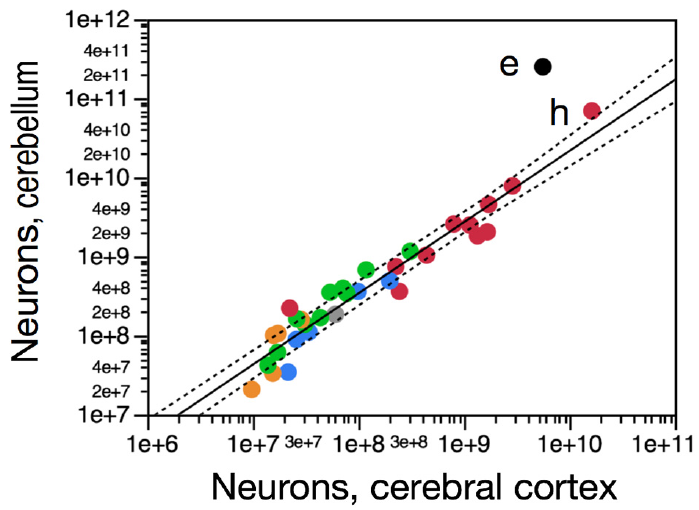 1e+12
4e+11
2e+11
1e+11
4e+10
2e+10
1e+10
4e+9
2e+9
1e+9
4e+8
2e+8
1e+8
4e+7
2e+7
1e+7
Neurons, cerebellum
e
h
1e+6 1e+7 3e+7 1e+8 3e+8 1e+9 1e+10 1e+11
Neurons, cerebral cortex